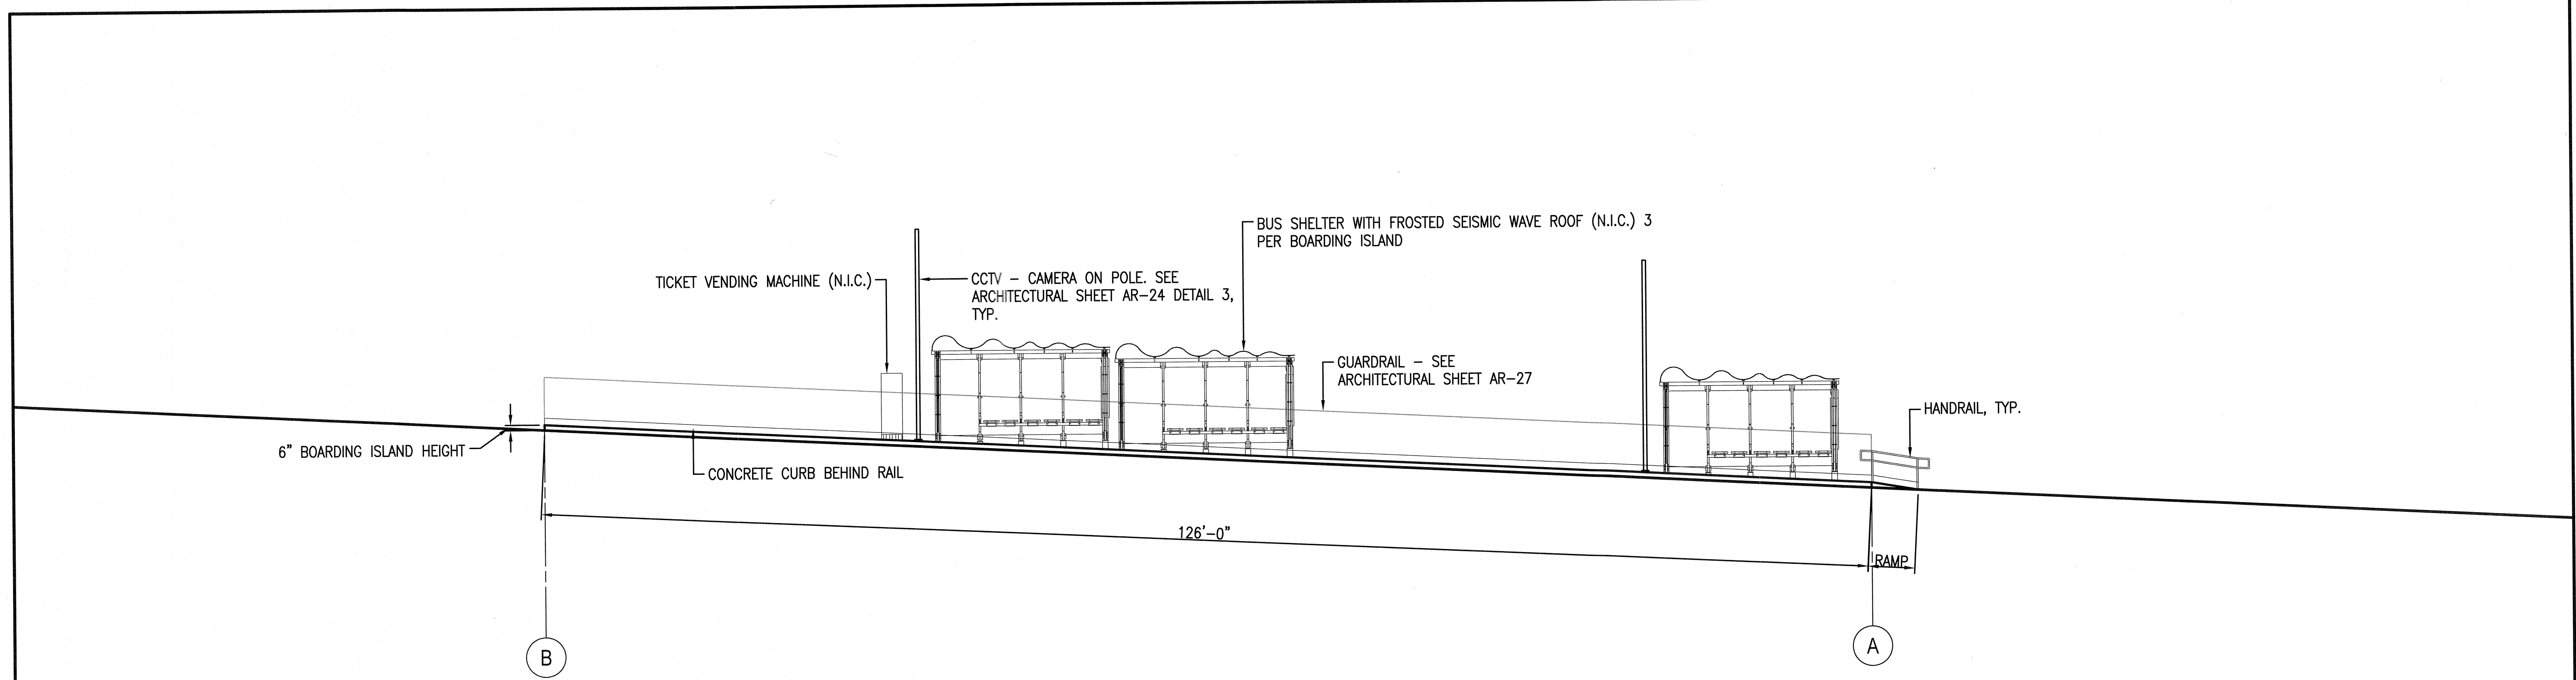 BUS SHELTER WITH FROSTED SEISMIC WAVE ROOF (N.I.C.) 3
PER BOARDING ISLAND
TICKET VENDING MACHINE (N.I.C.)
CCTV – CAMERA ON POLE. SEE
ARCHITECTURAL SHEET AR–24 DETAIL 3,
TYP.
GUARDRAIL – SEE
ARCHITECTURAL SHEET AR–27
HANDRAIL, TYP.
6" BOARDING ISLAND HEIGHT
CONCRETE CURB BEHIND RAIL
126'–0"
RAMP
B
A